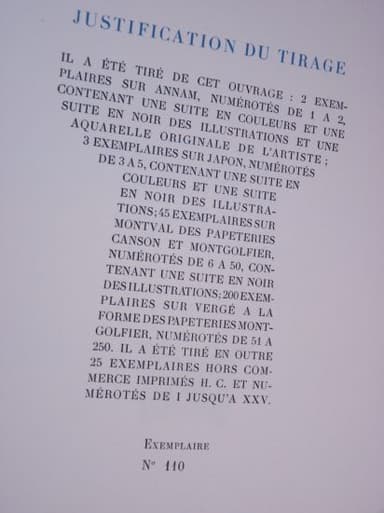 JUSTIFICATION DU TIRAGE
IL A ÉTÉ TIRÉ DE CET OUVRAGE : 2 EXEM-
PLAIRES SUR ANNAM, NUMÉROTÉS DE 1 A 2,
CONTENANT UNE SUITE EN COULEURS ET UNE
SUITE EN NOIR DES ILLUSTRATIONS ET UNE
AQUARELLE ORIGINALE DE L'ARTISTE ;
3 EXEMPLAIRES SUR JAPON, NUMÉROTÉS
DE 3 A 5, CONTENANT UNE SUITE EN
COULEURS ET UNE SUITE
EN NOIR DES ILLUSTRA-
TIONS; 45 EXEMPLAIRES SUR
MONTVAL DES PAPETERIES
CANSON ET MONTGOLFIER,
NUMÉROTÉS DE 6 A 50, CON-
TENANT UNE SUITE EN NOIR
DES ILLUSTRATIONS; 200 EXEM-
PLAIRES SUR VERGÉ A LA
FORME DES PAPETERIES MONT-
GOLFIER, NUMÉROTÉS DE 51 A
250. IL A ÉTÉ TIRÉ EN OUTRE
25 EXEMPLAIRES HORS COM-
MERCE IMPRIMÉS H. C. ET NU-
MÉROTÉS DE I JUSQU'A XXV.
EXEMPLAIRE
N° 110